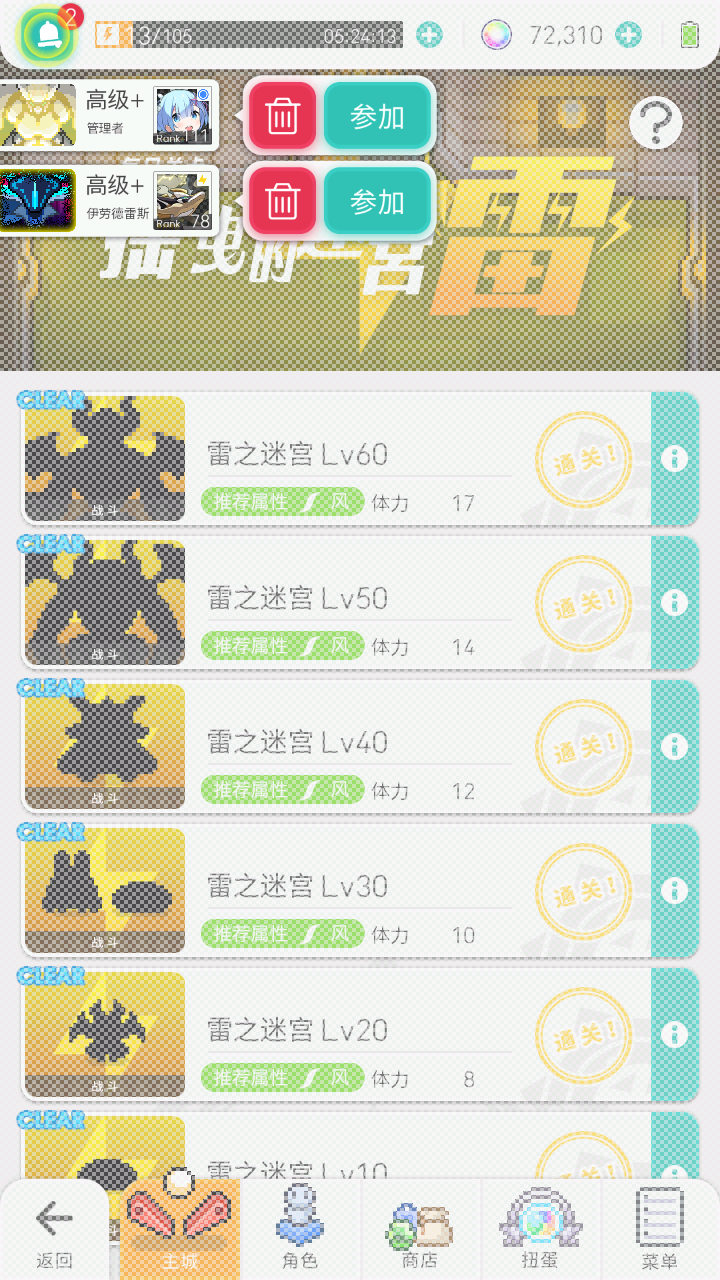 2
13/105
05:24:13
72,310
高级+
管理者
Rank 111
参加
高级+
伊劳德雷斯
Rank 78
参加
?
宫
雷
CLEAR
雷之迷宫 Lv60
推荐属性 风 体力 17
战斗
通关!
CLEAR
雷之迷宫 Lv50
推荐属性 风 体力 14
战斗
通关!
CLEAR
雷之迷宫 Lv40
推荐属性 风 体力 12
战斗
通关!
CLEAR
雷之迷宫 Lv30
推荐属性 风 体力 10
战斗
通关!
CLEAR
雷之迷宫 Lv20
推荐属性 风 体力 8
战斗
通关!
CLEAR
雷之迷宫 Lv10
返回
主城
角色
商店
扭蛋
菜单